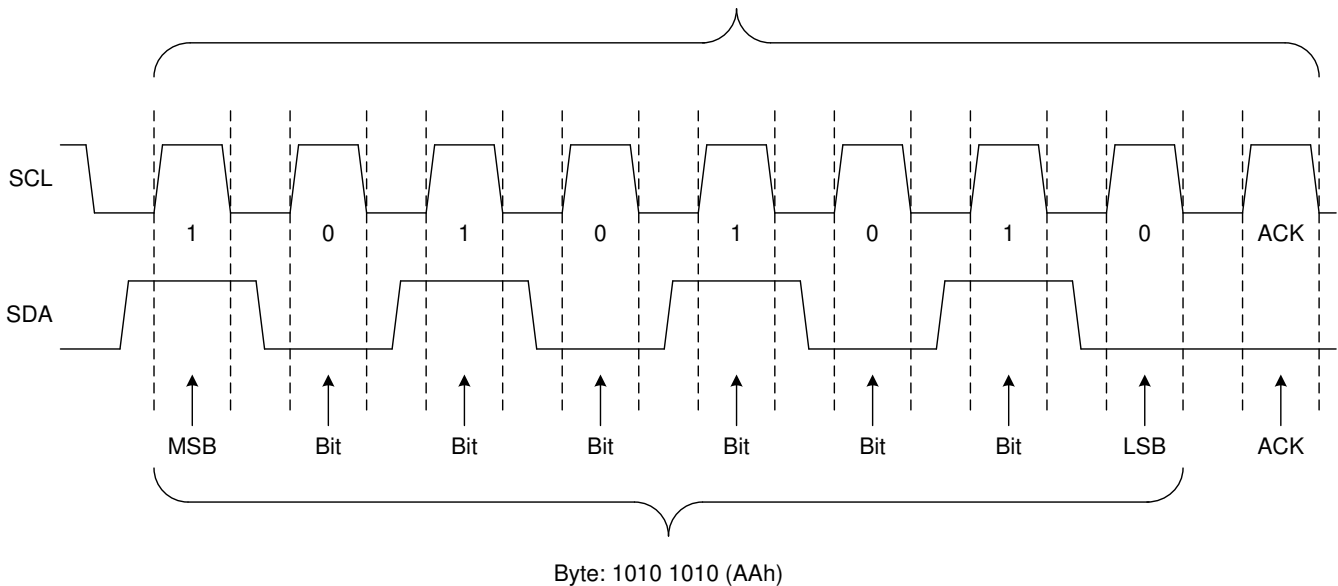 SCL
1 0 1 0 1 0 1 0 ACK
SDA
MSB Bit Bit Bit Bit Bit Bit LSB ACK
Byte: 1010 1010 (AAh)